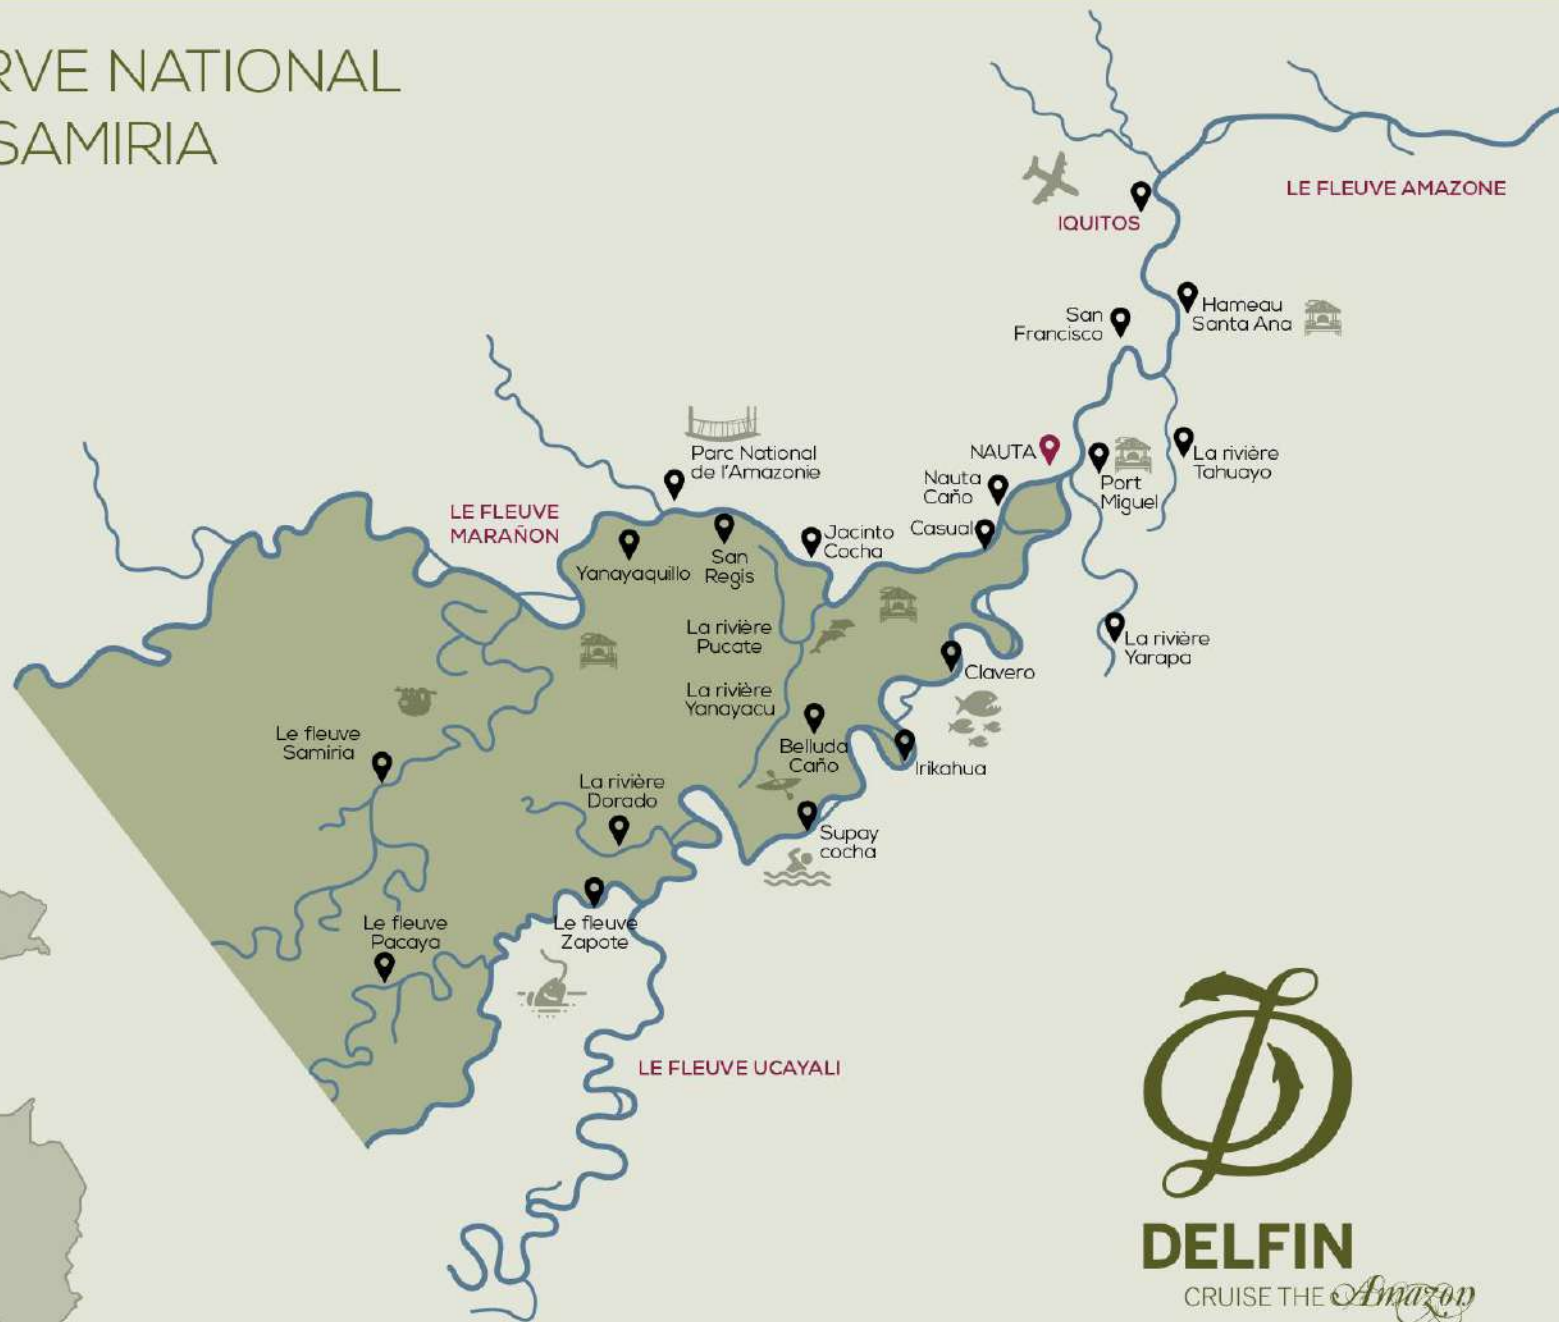 RVE NATIONAL
SAMIRIA
LE FLEUVE AMAZONE
IQUITOS
Hameau
Santa Ana
San
Francisco
NAUTA
Parc National
de l'Amazonie
La rivière
Tahuayo
Nauta
Caño
Port
Miguel
LE FLEUVE
MARAÑON
Jacinto
Cocha
Casual
San
Regis
Yanayaquillo
La rivière
Pucate
La rivière
Yarapa
Clavero
La rivière
Yanayacu
Le fleuve
Samiria
Belluda
Caño
Irikahua
La rivière
Dorado
Supay
cocha
Le fleuve
Pacaya
Le fleuve
Zapote
LE FLEUVE UCAYALI
DELFIN
CRUISE THE Amazon